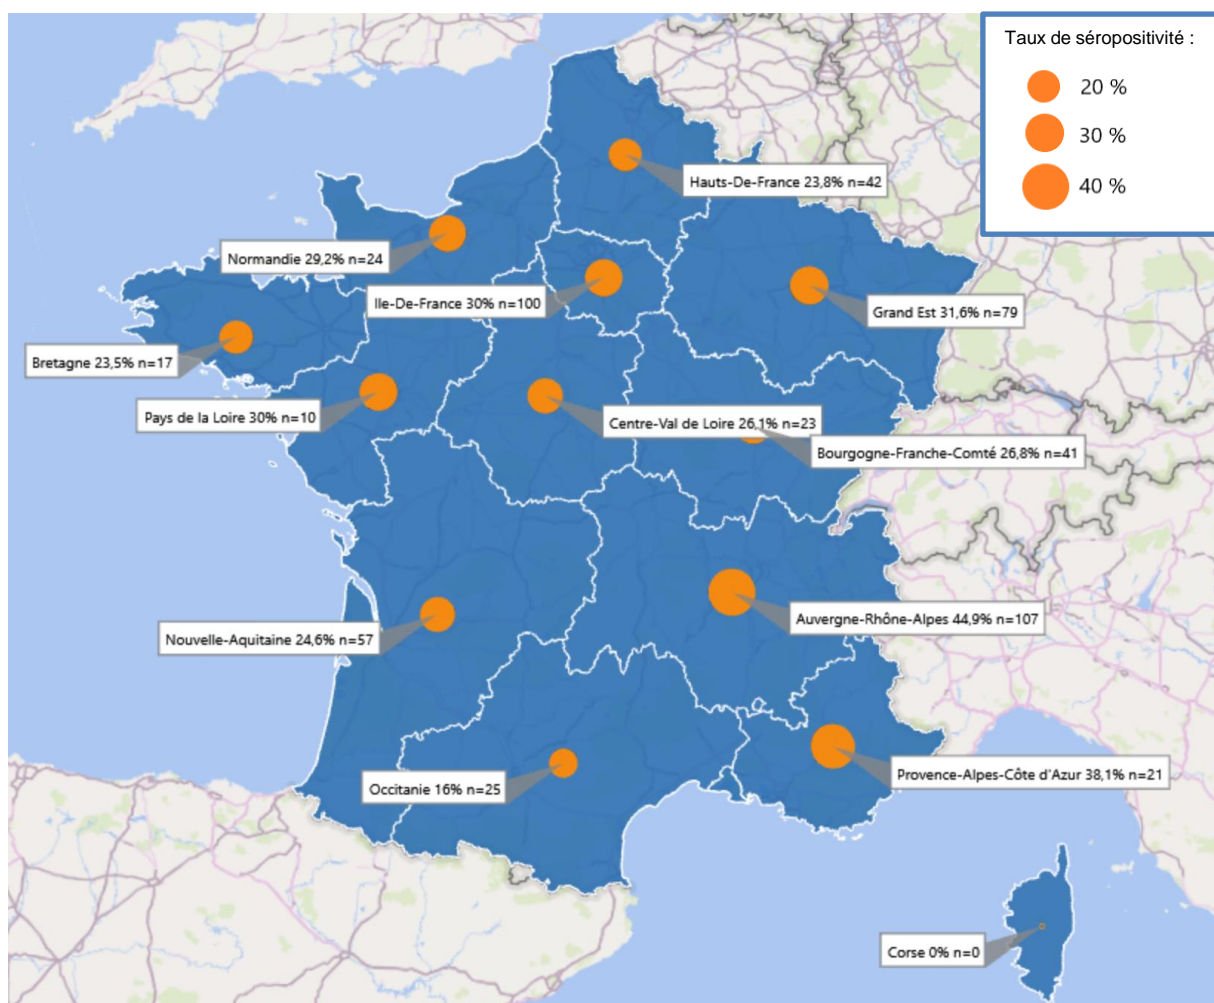 Taux de séropositivité :
20 %
30 %
40 %
Hauts-De-France 23,8% n=42
Normandie 29,2% n=24
Ile-De-France 30% n=100
Grand Est 31,6% n=79
Bretagne 23,5% n=17
Pays de la Loire 30% n=10
Centre-Val de Loire 26,1% n=23
Bourgogne-Franche-Comté 26,8% n=41
Auvergne-Rhône-Alpes 44,9% n=107
Nouvelle-Aquitaine 24,6% n=57
Provence-Alpes-Côte d'Azur 38,1% n=21
Occitanie 16% n=25
Corse 0% n=0